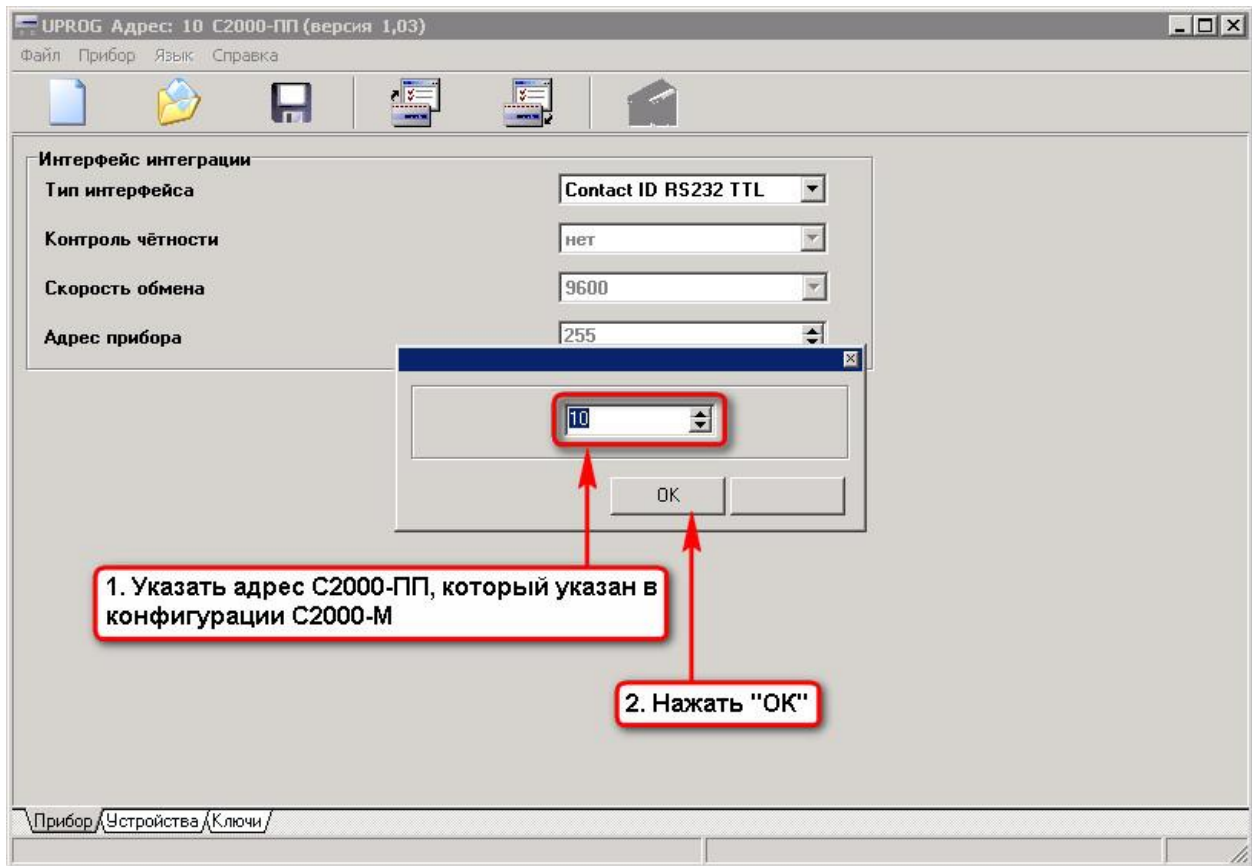 UPROG Адрес: 10 С2000-ПП (версия 1,03)
Файл Прибор Язык Справка
Интерфейс интеграции
Тип интерфейса Contact ID RS232 TTL
Контроль чётности нет
Скорость обмена 9600
Адрес прибора 255
10
OK
1. Указать адрес С2000-ПП, который указан в
конфигурации С2000-М
2. Нажать "ОК"
Прибор Устройства Ключи